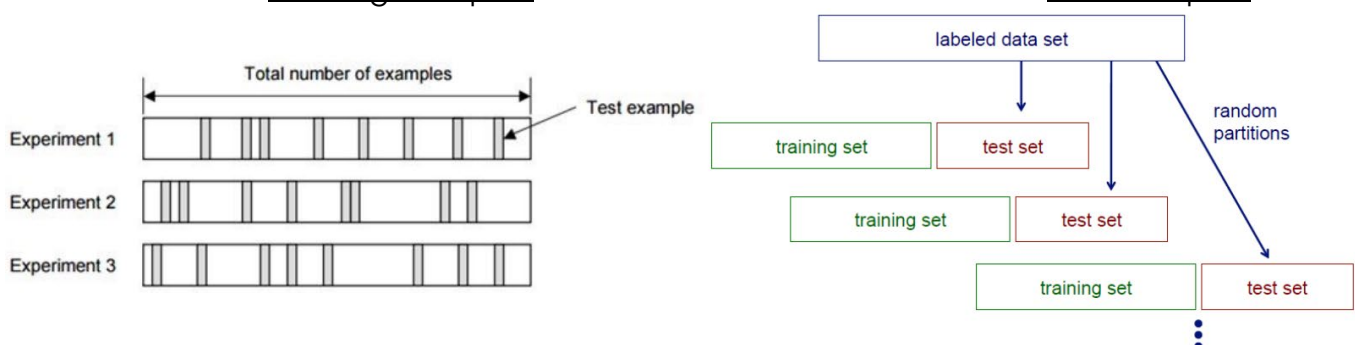 Total number of examples
Test example
Experiment 1
Experiment 2
Experiment 3
labeled data set
random
partitions
training set
test set
training set
test set
training set
test set